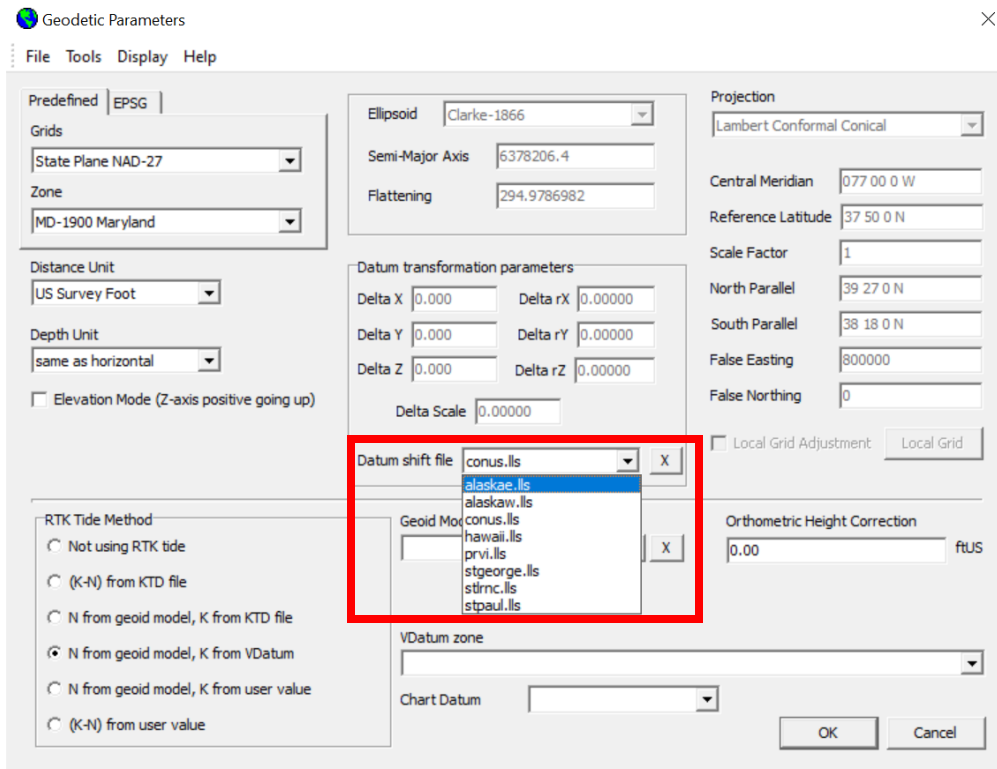 Geodetic Parameters
File Tools Display Help
Predefined EPSG
Grids
State Plane NAD-27
Zone
MD-1900 Maryland
Distance Unit
US Survey Foot
Depth Unit
same as horizontal
Elevation Mode (Z-axis positive going up)
Ellipsoid Clarke-1866
Semi-Major Axis 6378206.4
Flattening 294.9786982
Datum transformation parameters
Delta X 0.000 Delta rX 0.00000
Delta Y 0.000 Delta rY 0.00000
Delta Z 0.000 Delta rZ 0.00000
Delta Scale 0.00000
Datum shift file conus.lls X
alaskae.lls
alaskaw.lls
conus.lls
hawaii.lls
prvi.lls
stgeorge.lls
stlrnc.lls
stpaul.lls
Projection
Lambert Conformal Conical
Central Meridian 077 00 0 W
Reference Latitude 37 50 0 N
Scale Factor 1
North Parallel 39 27 0 N
South Parallel 38 18 0 N
False Easting 800000
False Northing 0
Local Grid Adjustment Local Grid
RTK Tide Method
Not using RTK tide
(K-N) from KTD file
N from geoid model, K from KTD file
N from geoid model, K from VDatum
N from geoid model, K from user value
(K-N) from user value
Geoid Mo
X
Orthometric Height Correction
0.00 ftUS
VDatum zone
Chart Datum
OK Cancel